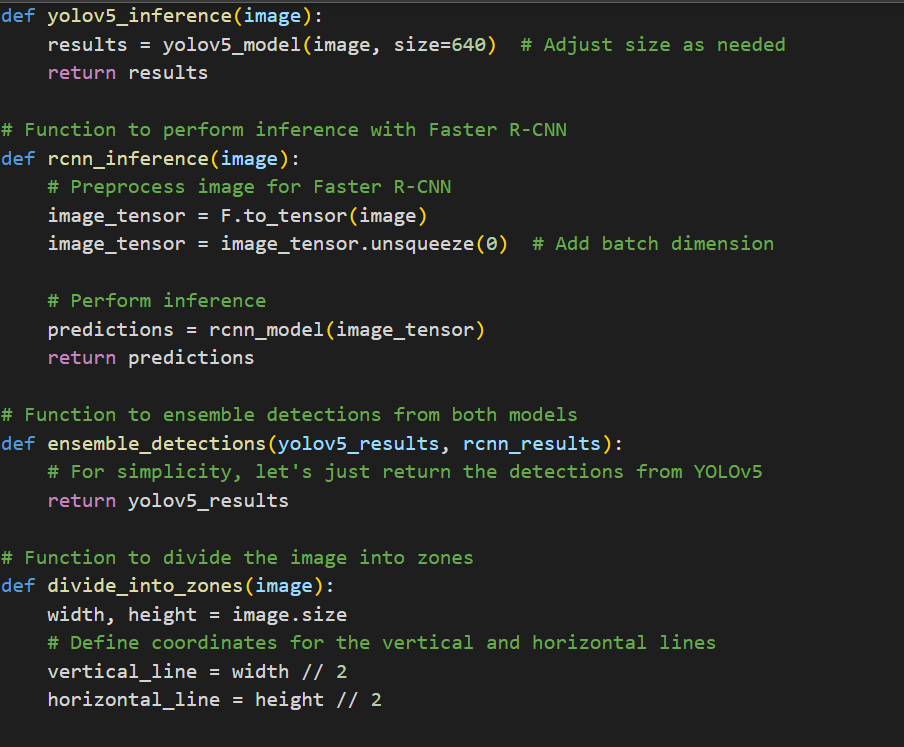 def yolov5_inference(image):
    results = yolov5_model(image, size=640)  # Adjust size as needed
    return results

# Function to perform inference with Faster R-CNN
def rcnn_inference(image):
    # Preprocess image for Faster R-CNN
    image_tensor = F.to_tensor(image)
    image_tensor = image_tensor.unsqueeze(0)  # Add batch dimension

    # Perform inference
    predictions = rcnn_model(image_tensor)
    return predictions

# Function to ensemble detections from both models
def ensemble_detections(yolov5_results, rcnn_results):
    # For simplicity, let's just return the detections from YOLOv5
    return yolov5_results

# Function to divide the image into zones
def divide_into_zones(image):
    width, height = image.size
    # Define coordinates for the vertical and horizontal lines
    vertical_line = width // 2
    horizontal_line = height // 2